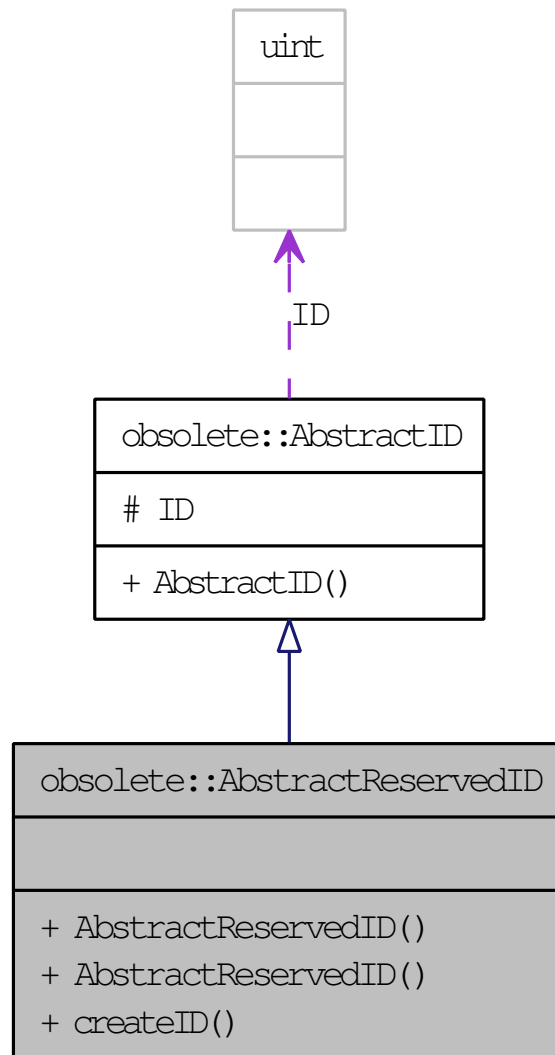 uint
ID
obsolete::AbstractID
# ID
+ AbstractID()
obsolete::AbstractReservedID
+ AbstractReservedID()
+ AbstractReservedID()
+ createID()